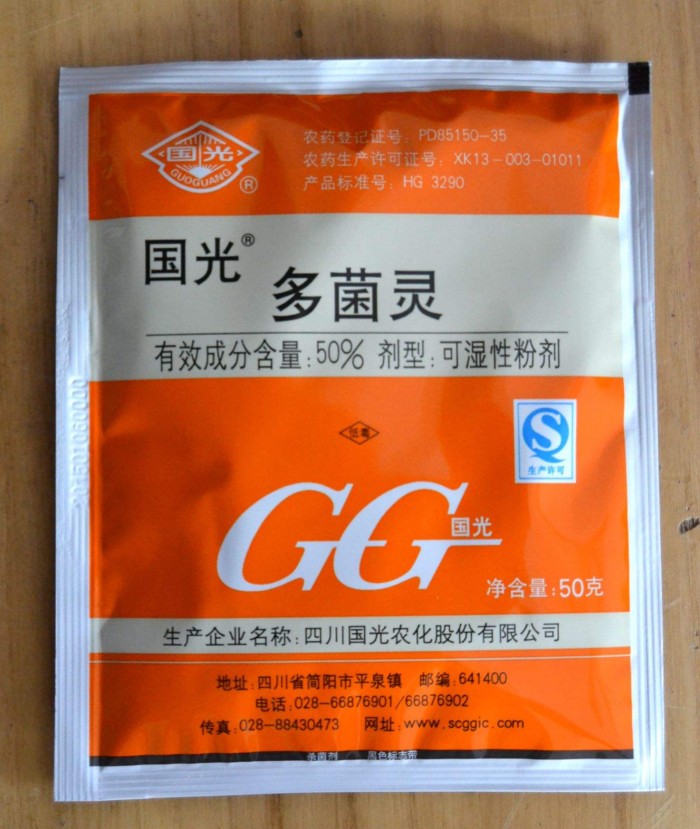 国光
GUOGUANG
®
农药登记证号：PD85150-35
农药生产许可证号：XK13-003-01011
产品标准号：HG 3290
国光®
多菌灵
有效成分含量：50% 剂型：可湿性粉剂
低毒
生产许可
GG 国光
净含量：50克
生产企业名称：四川国光农化股份有限公司
地址：四川省简阳市平泉镇 邮编：641400
电话：028-66876901/66876902
传真：028-88430473 网址：www.scggic.com
杀菌剂 黑色标志带